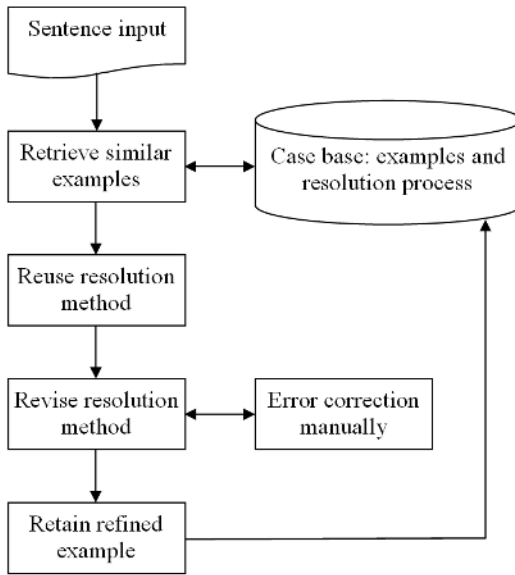 Sentence input
Retrieve similar
examples
Case base: examples and
resolution process
Reuse resolution
method
Revise resolution
method
Error correction
manually
Retain refined
example